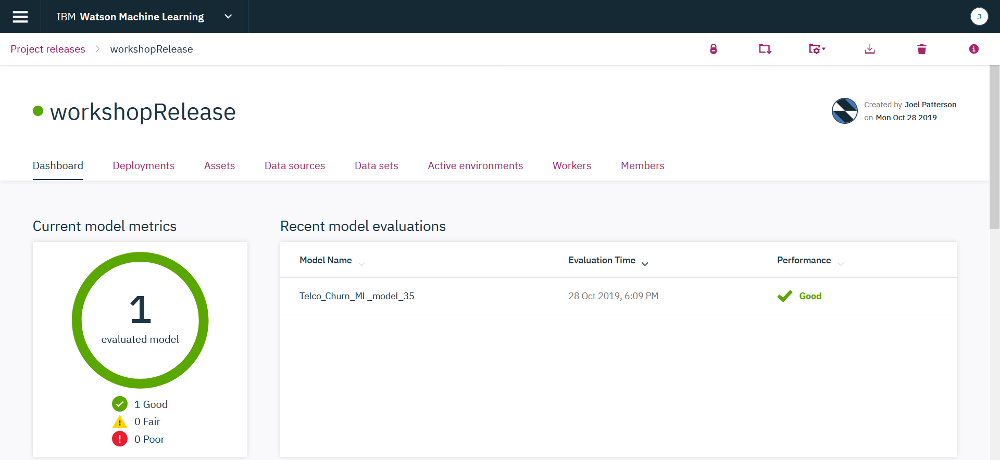 IBM Watson Machine Learning
J
Project releases
workshopRelease
workshopRelease
Created by Joel Patterson
on Mon Oct 28 2019
Dashboard
Deployments
Assets
Data sources
Data sets
Active environments
Workers
Members
Current model metrics
1
evaluated model
1 Good
0 Fair
0 Poor
Recent model evaluations
Model Name
Evaluation Time
Performance
Telco_Churn_ML_model_35
28 Oct 2019, 6:09 PM
Good